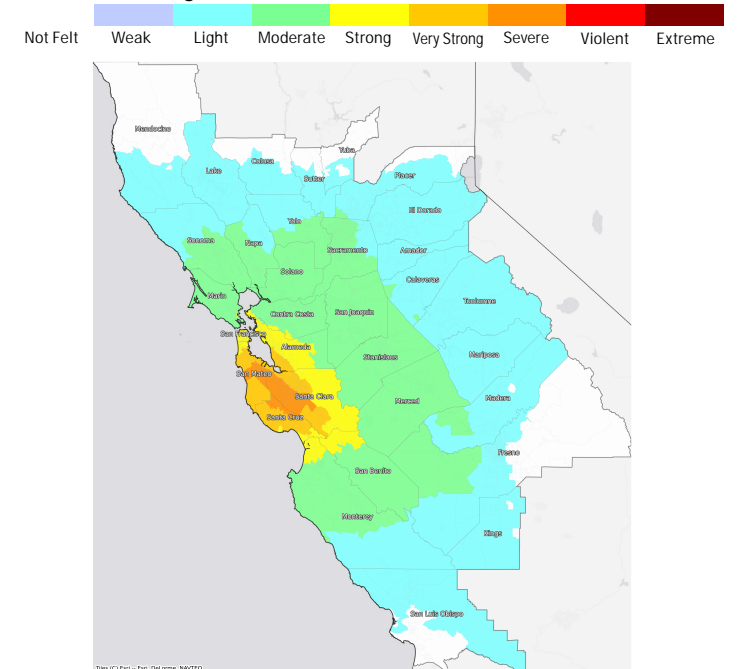 Not Felt Weak Light Moderate Strong Very Strong Severe Violent Extreme
Mendocino
Yuba
Colusa
Lake
Placer
Sutter
El Dorado
Yolo
Sonoma
Napa
Sacramento
Amador
Solano
Calaveras
Marin
Tuolumne
Contra Costa
San Joaquin
San Francisco
Alameda
Mariposa
Stanislaus
San Mateo
Santa Clara
Madera
Merced
Santa Cruz
Fresno
San Benito
Monterey
Kings
San Luis Obispo